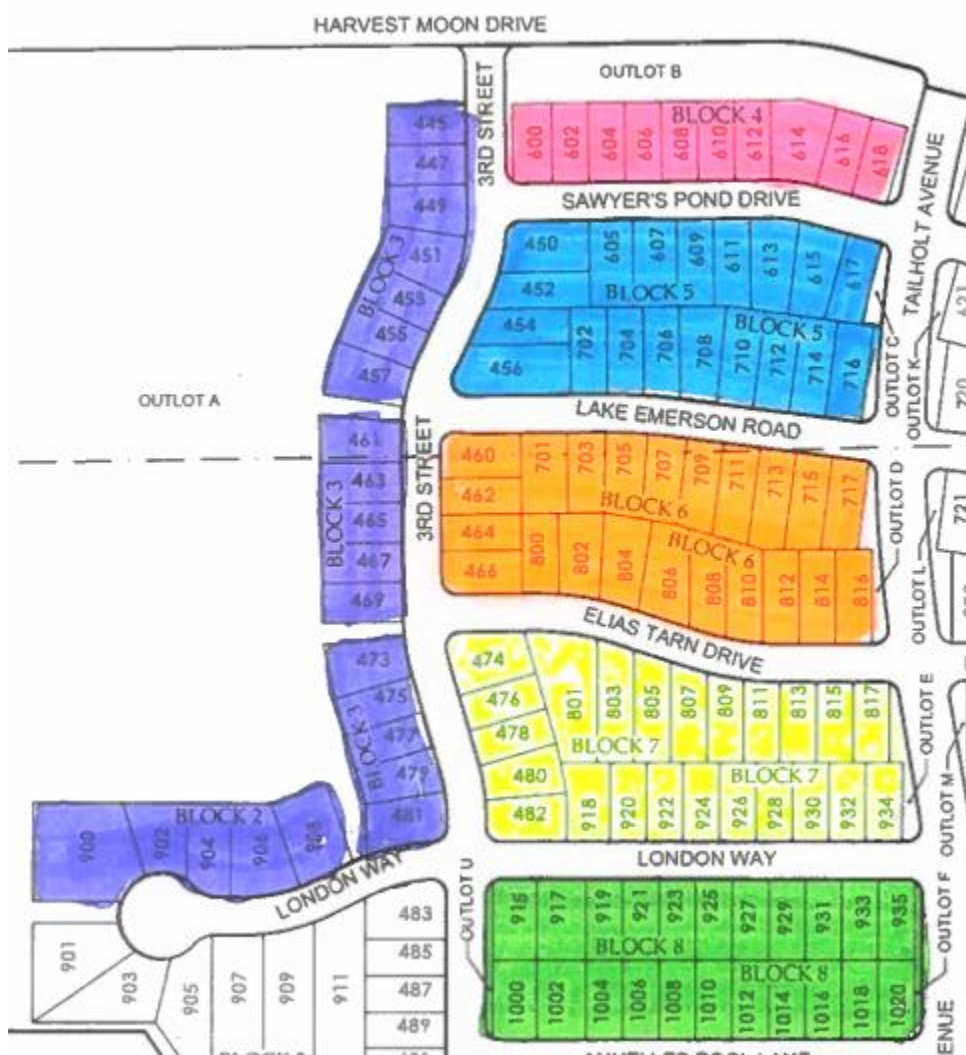 HARVEST MOON DRIVE
OUTLOT B
3RD STREET
BLOCK 4
600 602 604 606 608 610 612 614 616 618
SAWYER'S POND DRIVE
TAILHOLT AVENUE
445
447
449
451
453
455
457
BLOCK 3
450 605 607 609 611 613 615 617
452
BLOCK 5
454
BLOCK 5
456 702 704 706 708 710 712 714 716
OUTLOT C
OUTLOT K
720
LAKE EMERSON ROAD
OUTLOT A
3RD STREET
461
463
465
467
469
BLOCK 3
460 701 703 705 707 709 711 713 715 717
462
BLOCK 6
464
BLOCK 6
466 800 802 804 806 808 810 812 814 816
OUTLOT D
OUTLOT L
721
ELIAS TARN DRIVE
473
475
477
479
481
BLOCK 3
474
476
478
480
482
801 803 805 807 809 811 813 815 817
BLOCK 7
BLOCK 7
918 920 922 924 926 928 930 932 934
OUTLOT E
OUTLOT M
BLOCK 2
900 902 904 906 908
LONDON WAY
LONDON WAY
OUTLOT U
OUTLOT F
915 917 919 921 923 925 927 929 931 933 935
BLOCK 8
BLOCK 8
1000 1002 1004 1006 1008 1010 1012 1014 1016 1018 1020
901 903 905 907 909 911
483
485
487
489
ENUE